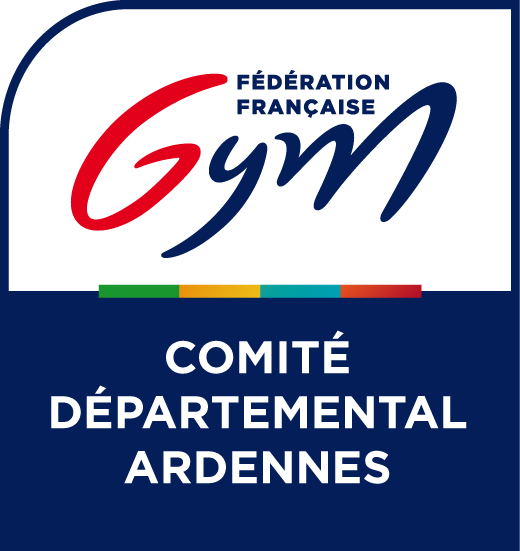 FÉDÉRATION
FRANÇAISE
Gym
COMITÉ
DÉPARTEMENTAL
ARDENNES